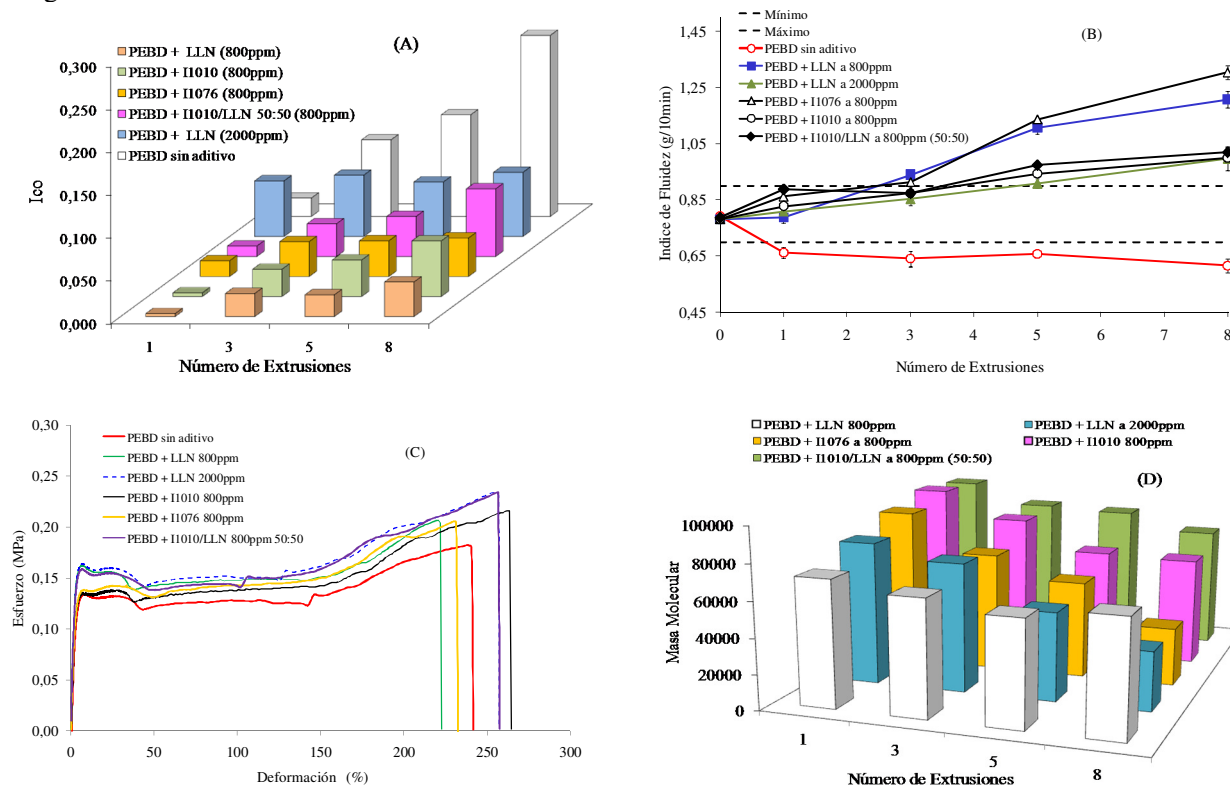 (A)
PEBD + LLN (800ppm)
PEBD + I1010 (800ppm)
PEBD + I1076 (800ppm)
PEBD + I1010/LLN 50:50 (800ppm)
PEBD + LLN (2000ppm)
PEBD sin aditivo
0,300
0,250
0,200
0,150
0,100
0,050
0,000
Ico
1 3 5 8
Número de Extrusiones
Mínimo
Máximo
PEBD sin aditivo
PEBD + LLN a 800ppm
PEBD + LLN a 2000ppm
PEBD + I1076 a 800ppm
PEBD + I1010 a 800ppm
PEBD + I1010/LLN a 800ppm (50:50)
(B)
1,45
1,25
1,05
0,85
0,65
0,45
Indice de Fluidez (g/10min)
0 1 2 3 4 5 6 7 8
Número de Extrusiones
0,30
0,25
0,20
0,15
0,10
0,05
0,00
Esfuerzo (MPa)
PEBD sin aditivo
PEBD + LLN 800ppm
PEBD + LLN 2000ppm
PEBD + I1010 800ppm
PEBD + I1076 800ppm
PEBD + I1010/LLN 800ppm 50:50
(C)
0 50 100 150 200 250 300
Deformación (%)
PEBD + LLN 800ppm
PEBD + LLN a 2000ppm
PEBD + I1076 a 800ppm
PEBD + I1010 800ppm
PEBD + I1010/LLN a 800ppm (50:50)
(D)
100000
80000
60000
40000
20000
0
Masa Molecular
1 3 5 8
Número de Extrusiones